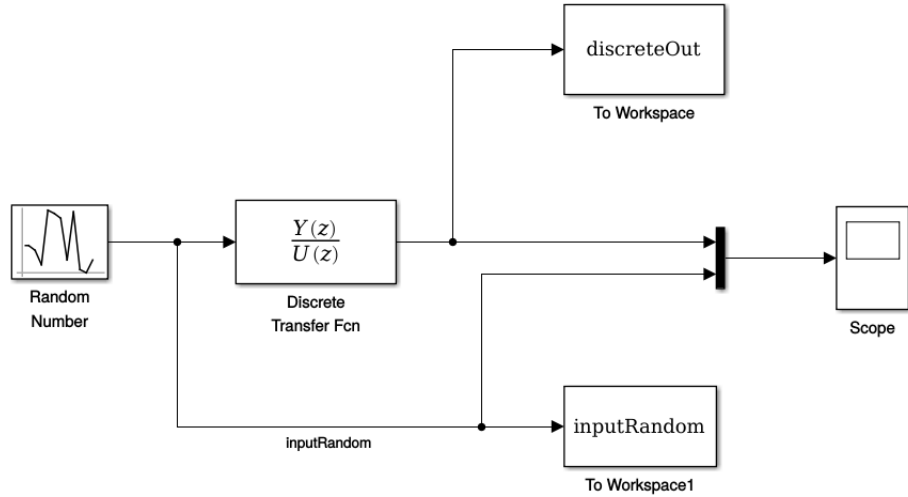 discreteOut
To Workspace
Y(z)
U(z)
Random
Number
Discrete
Transfer Fcn
Scope
inputRandom
inputRandom
To Workspace1